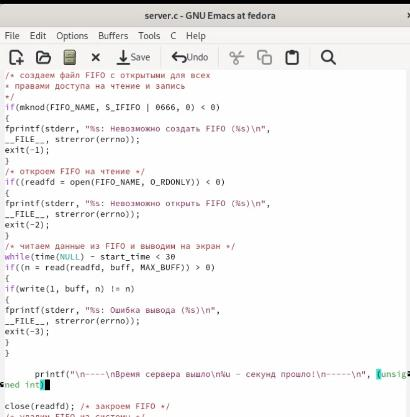 server.c - GNU Emacs at fedora
File Edit Options Buffers Tools C Help
Save Undo
/* создаем файл FIFO с открытыми для всех
* правами доступа на чтение и запись
*/
if(mknod(FIFO_NAME, S_IFIFO | 0666, 0) < 0)
{
fprintf(stderr, "%s: Невозможно создать FIFO (%s)\n",
__FILE__, strerror(errno));
exit(-1);
}
/* откроем FIFO на чтение */
if((readfd = open(FIFO_NAME, O_RDONLY)) < 0)
{
fprintf(stderr, "%s: Невозможно открыть FIFO (%s)\n",
__FILE__, strerror(errno));
exit(-2);
}
/* читаем данные из FIFO и выводим на экран */
while(time(NULL) - start_time < 30
if((n = read(readfd, buff, MAX_BUFF)) > 0)
{
if(write(1, buff, n) != n)
{
fprintf(stderr, "%s: Ошибка вывода (%s)\n",
__FILE__, strerror(errno));
exit(-3);
}
}
printf("\n----\nВремя сервера вышло\n%u - секунд прошло!\n-----\n", (unsig
ned int)
close(readfd); /* закроем FIFO */
/* удалим FIFO из системы */